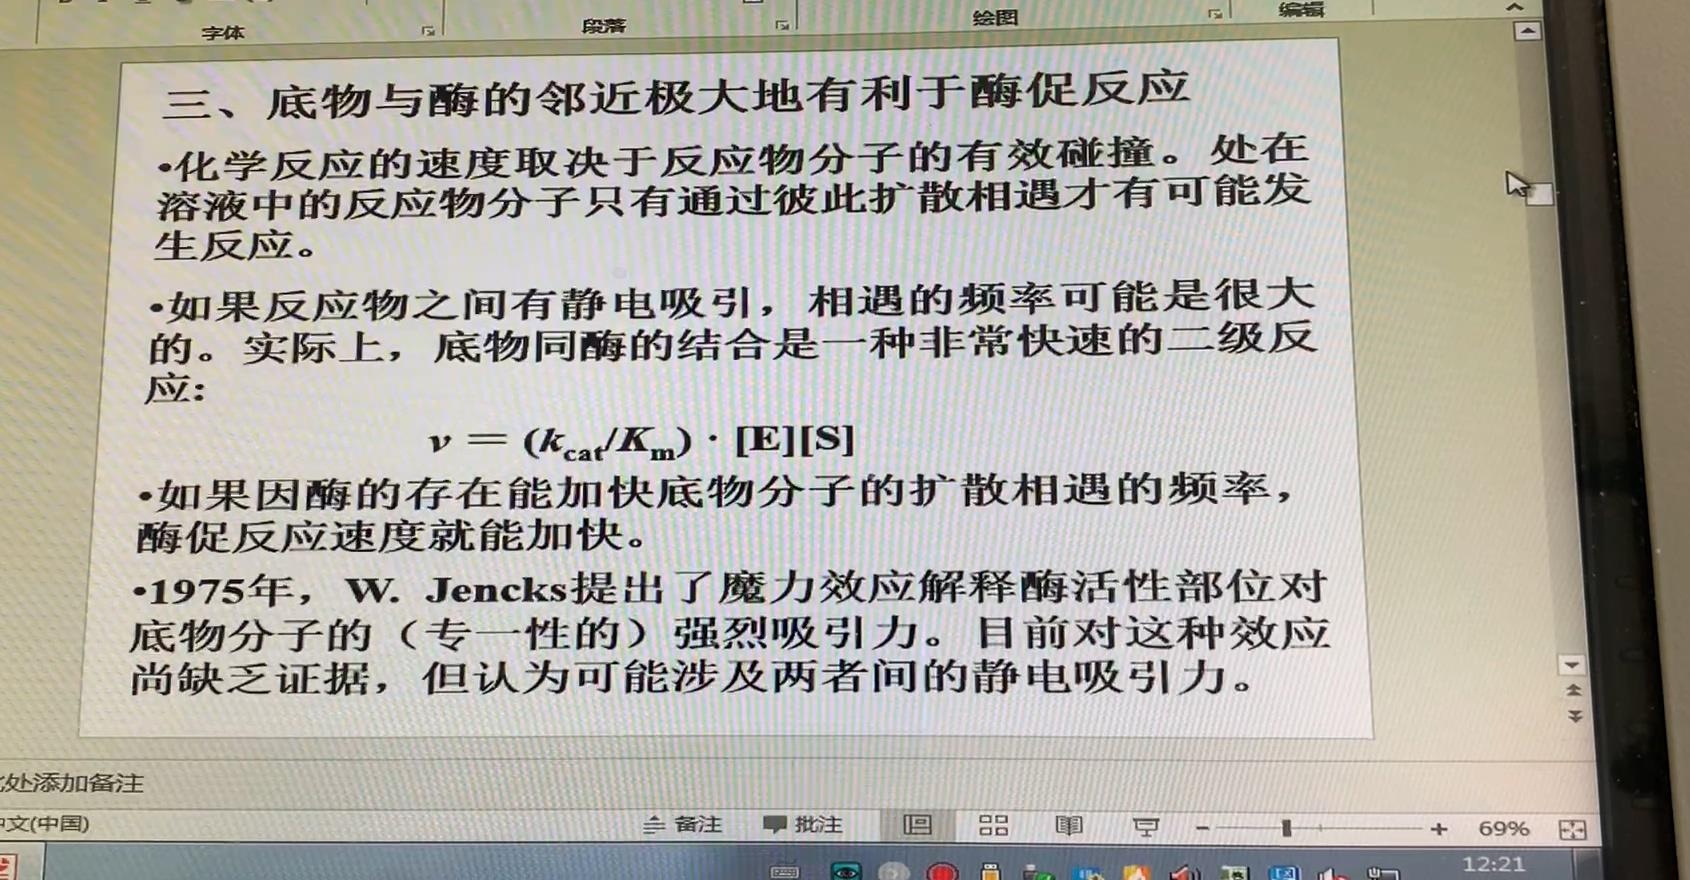 字体
段落
绘图
编辑
三、底物与酶的邻近极大地有利于酶促反应
•化学反应的速度取决于反应物分子的有效碰撞。处在
溶液中的反应物分子只有通过彼此扩散相遇才有可能发
生反应。
•如果反应物之间有静电吸引，相遇的频率可能是很大
的。实际上，底物同酶的结合是一种非常快速的二级反
应:
v = (kcat/Km) · [E][S]
•如果因酶的存在能加快底物分子的扩散相遇的频率，
酶促反应速度就能加快。
•1975年，W. Jencks提出了魔力效应解释酶活性部位对
底物分子的（专一性的）强烈吸引力。目前对这种效应
尚缺乏证据，但认为可能涉及两者间的静电吸引力。
处添加备注
文(中国)
备注
批注
69%
12:21